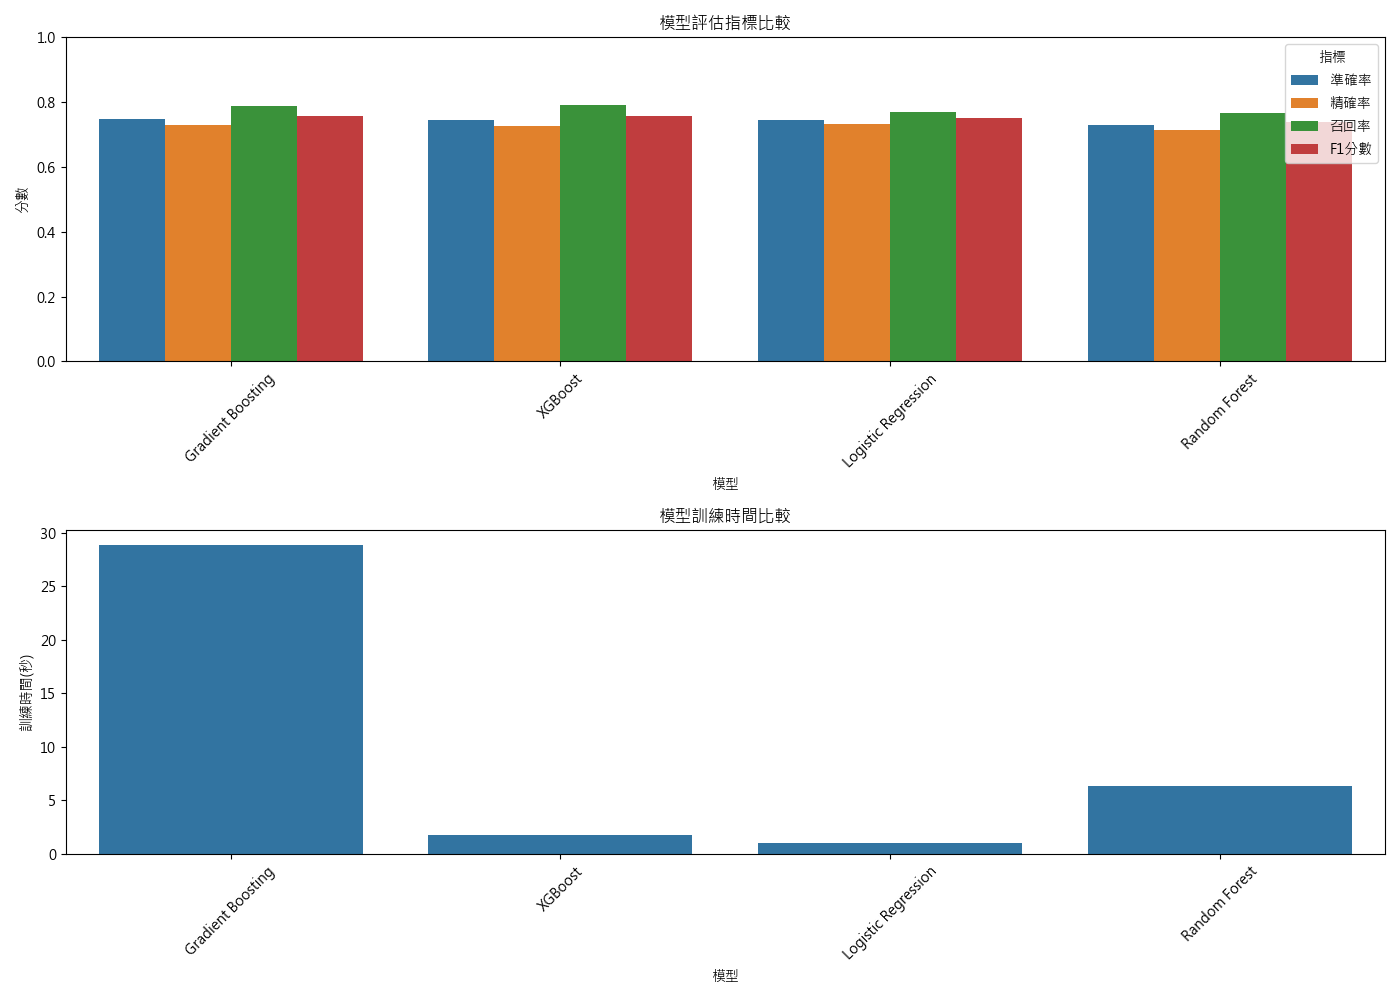 模型評估指標比較
1.0
0.8
0.6
0.4
0.2
0.0
分數
指標
準確率
精確率
召回率
F1分數
Gradient Boosting
XGBoost
Logistic Regression
Random Forest
模型
模型訓練時間比較
30
25
20
15
10
5
0
訓練時間(秒)
Gradient Boosting
XGBoost
Logistic Regression
Random Forest
模型